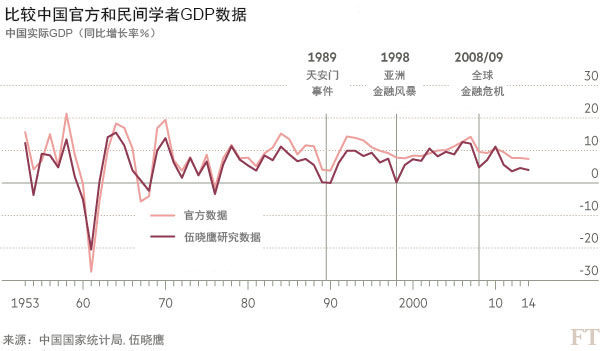 比较中国官方和民间学者GDP数据
中国实际GDP（同比增长率%）
1989
天安门
事件
1998
亚洲
金融风暴
2008/09
全球
金融危机
30
20
10
0
-10
-20
-30
官方数据
伍晓鹰研究数据
1953 60 70 80 90 2000 10 14
来源：中国国家统计局, 伍晓鹰
FT